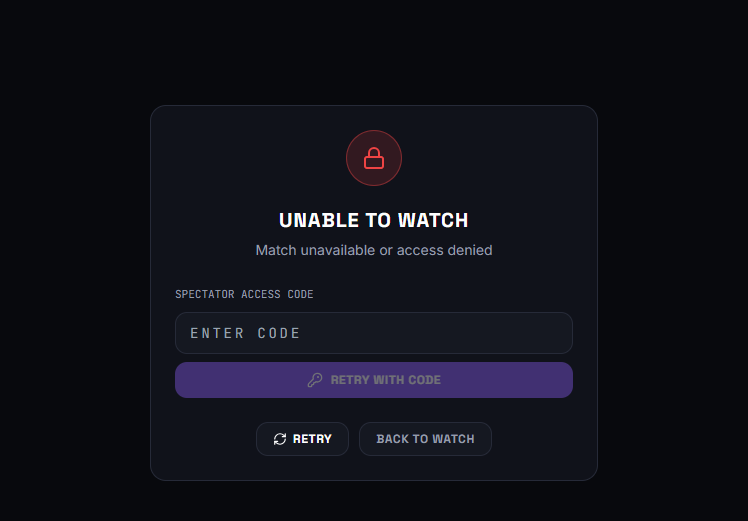 UNABLE TO WATCH
Match unavailable or access denied
SPECTATOR ACCESS CODE
ENTER CODE
RETRY WITH CODE
RETRY
BACK TO WATCH